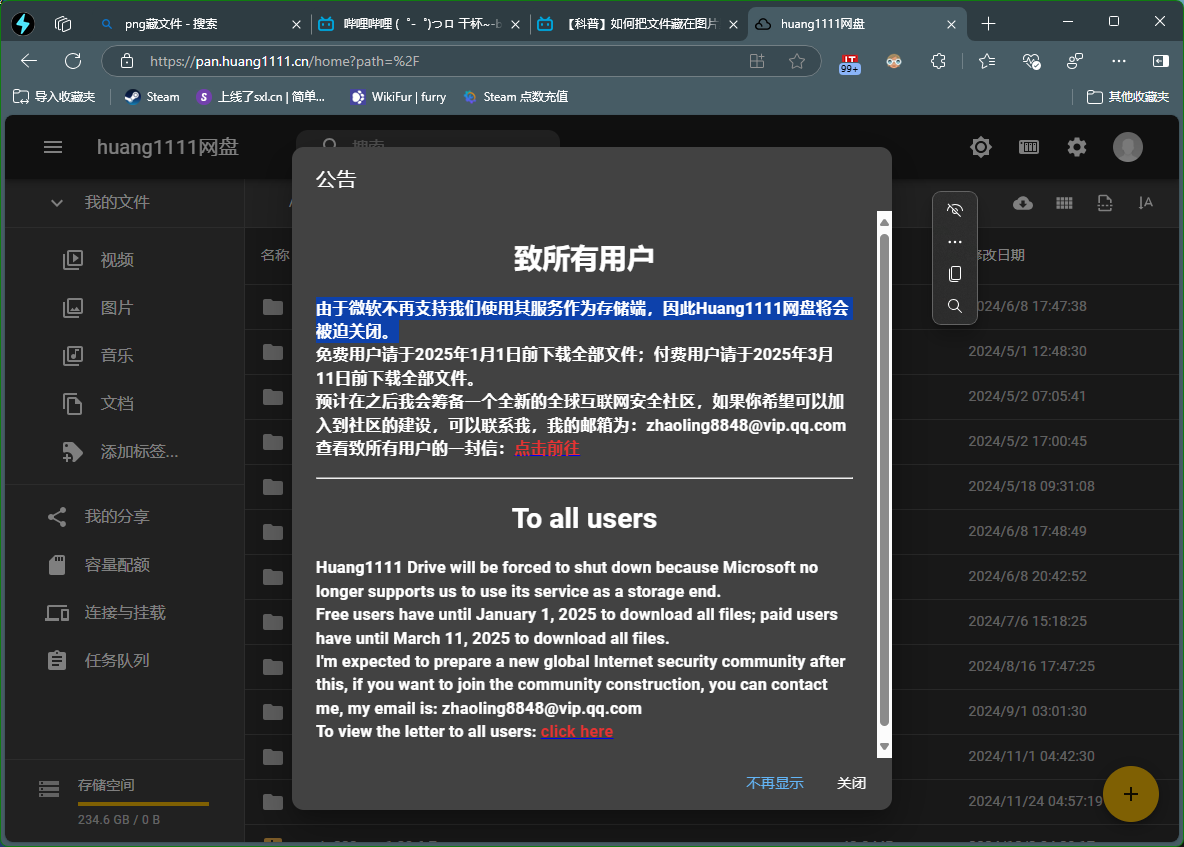 png藏文件 - 搜索
哔哩哔哩 (゜-゜)つロ 干杯~-b
【科普】如何把文件藏在图片
huang1111网盘
https://pan.huang1111.cn/home?path=%2F
IT
99+
导入收藏夹
Steam
S
上线了sxl.cn | 简单...
WikiFur | furry
Steam 点数充值
其他收藏夹
huang1111网盘
搜索
公告
我的文件
视频
图片
音乐
文档
添加标签...
我的分享
容量配额
连接与挂载
任务队列
存储空间
234.6 GB / 0 B
名称
修改日期
致所有用户
由于微软不再支持我们使用其服务作为存储端，因此Huang1111网盘将会
被迫关闭。
免费用户请于2025年1月1日前下载全部文件；付费用户请于2025年3月
11日前下载全部文件。
预计在之后我会筹备一个全新的全球互联网安全社区，如果你希望可以加
入到社区的建设，可以联系我，我的邮箱为：zhaoling8848@vip.qq.com
查看致所有用户的一封信：点击前往
To all users
Huang1111 Drive will be forced to shut down because Microsoft no
longer supports us to use its service as a storage end.
Free users have until January 1, 2025 to download all files; paid users
have until March 11, 2025 to download all files.
I'm expected to prepare a new global Internet security community after
this, if you want to join the community construction, you can contact
me, my email is: zhaoling8848@vip.qq.com
To view the letter to all users: click here
不再显示
关闭
2024/6/8 17:47:38
2024/5/1 12:48:30
2024/5/2 07:05:41
2024/5/2 17:00:45
2024/5/18 09:31:08
2024/6/8 17:48:49
2024/6/8 20:42:52
2024/7/6 15:18:25
2024/8/16 17:47:25
2024/9/1 03:01:30
2024/11/1 04:42:30
2024/11/24 04:57:19